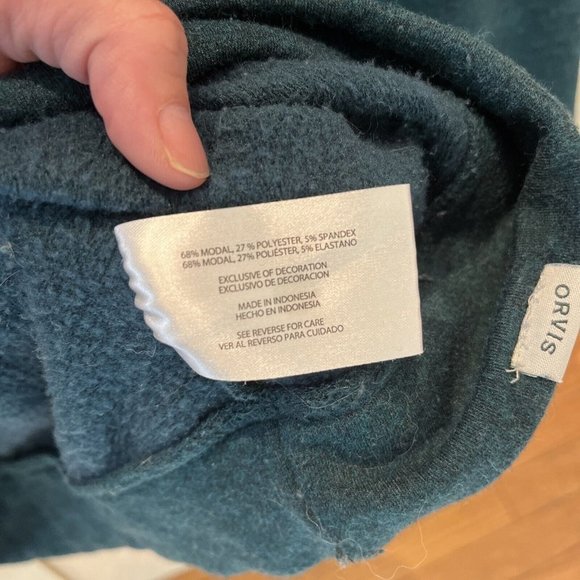 68% MODAL, 27 % POLYESTER, 5% SPANDEX
68% MODAL, 27% POLIÉSTER, 5% ELASTANO
EXCLUSIVE OF DECORATION
EXCLUSIVO DE DECORACIÓN
MADE IN INDONESIA
HECHO EN INDONESIA
SEE REVERSE FOR CARE
VER AL REVERSO PARA CUIDADO
ORVIS